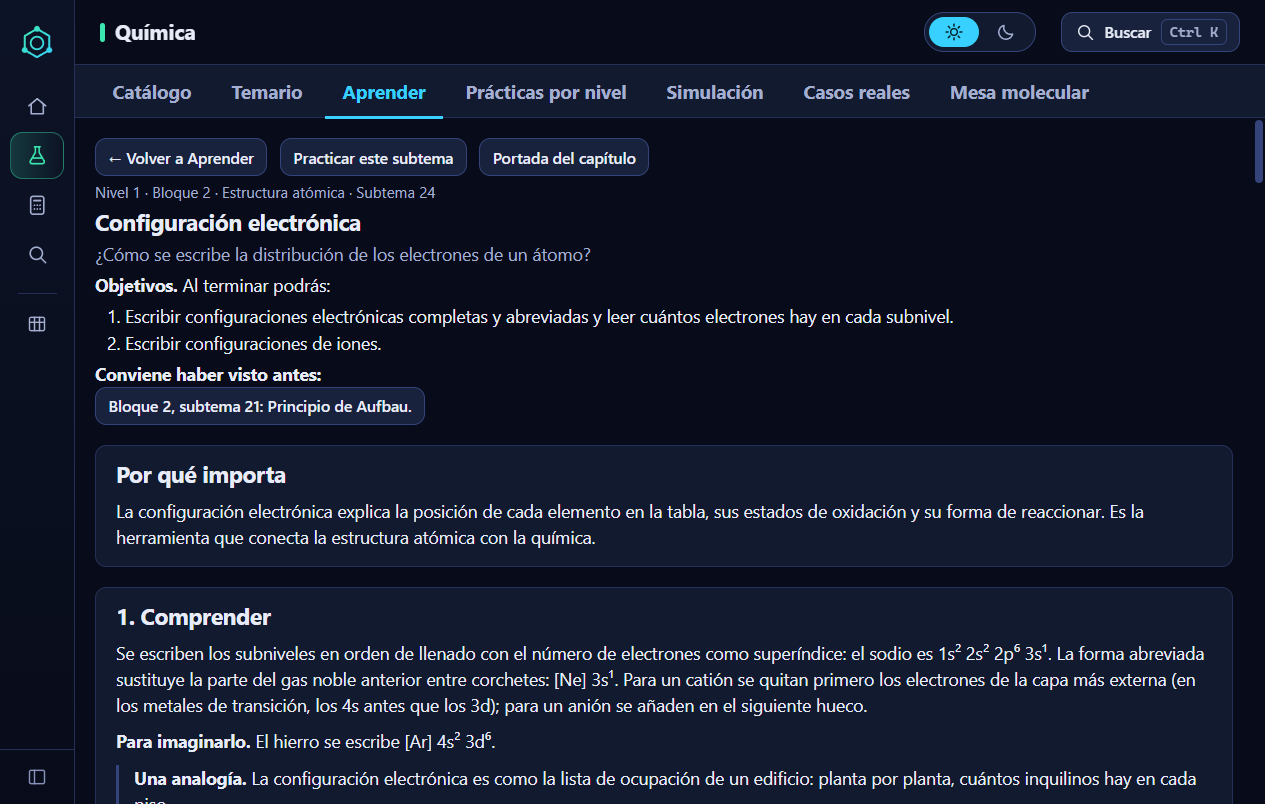 Química
Buscar Ctrl K
Catálogo Temario Aprender Prácticas por nivel Simulación Casos reales Mesa molecular
← Volver a Aprender Practicar este subtema Portada del capítulo
Nivel 1 · Bloque 2 · Estructura atómica · Subtema 24
Configuración electrónica
¿Cómo se escribe la distribución de los electrones de un átomo?
Objetivos. Al terminar podrás:
1. Escribir configuraciones electrónicas completas y abreviadas y leer cuántos electrones hay en cada subnivel.
2. Escribir configuraciones de iones.
Conviene haber visto antes:
Bloque 2, subtema 21: Principio de Aufbau.
Por qué importa
La configuración electrónica explica la posición de cada elemento en la tabla, sus estados de oxidación y su forma de reaccionar. Es la
herramienta que conecta la estructura atómica con la química.
1. Comprender
Se escriben los subniveles en orden de llenado con el número de electrones como superíndice: el sodio es 1s² 2s² 2p⁶ 3s¹. La forma abreviada
sustituye la parte del gas noble anterior entre corchetes: [Ne] 3s¹. Para un catión se quitan primero los electrones de la capa más externa (en
los metales de transición, los 4s antes que los 3d); para un anión se añaden en el siguiente hueco.
Para imaginarlo. El hierro se escribe [Ar] 4s² 3d⁶.
Una analogía. La configuración electrónica es como la lista de ocupación de un edificio: planta por planta, cuántos inquilinos hay en cada